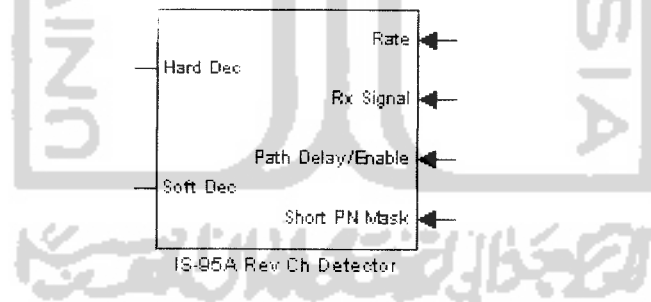 Rate
Hard Dec
Rx Signal
Path Delay/Enable
Soft Dec
Short PN Mask
IS-95A Rev Ch Detector